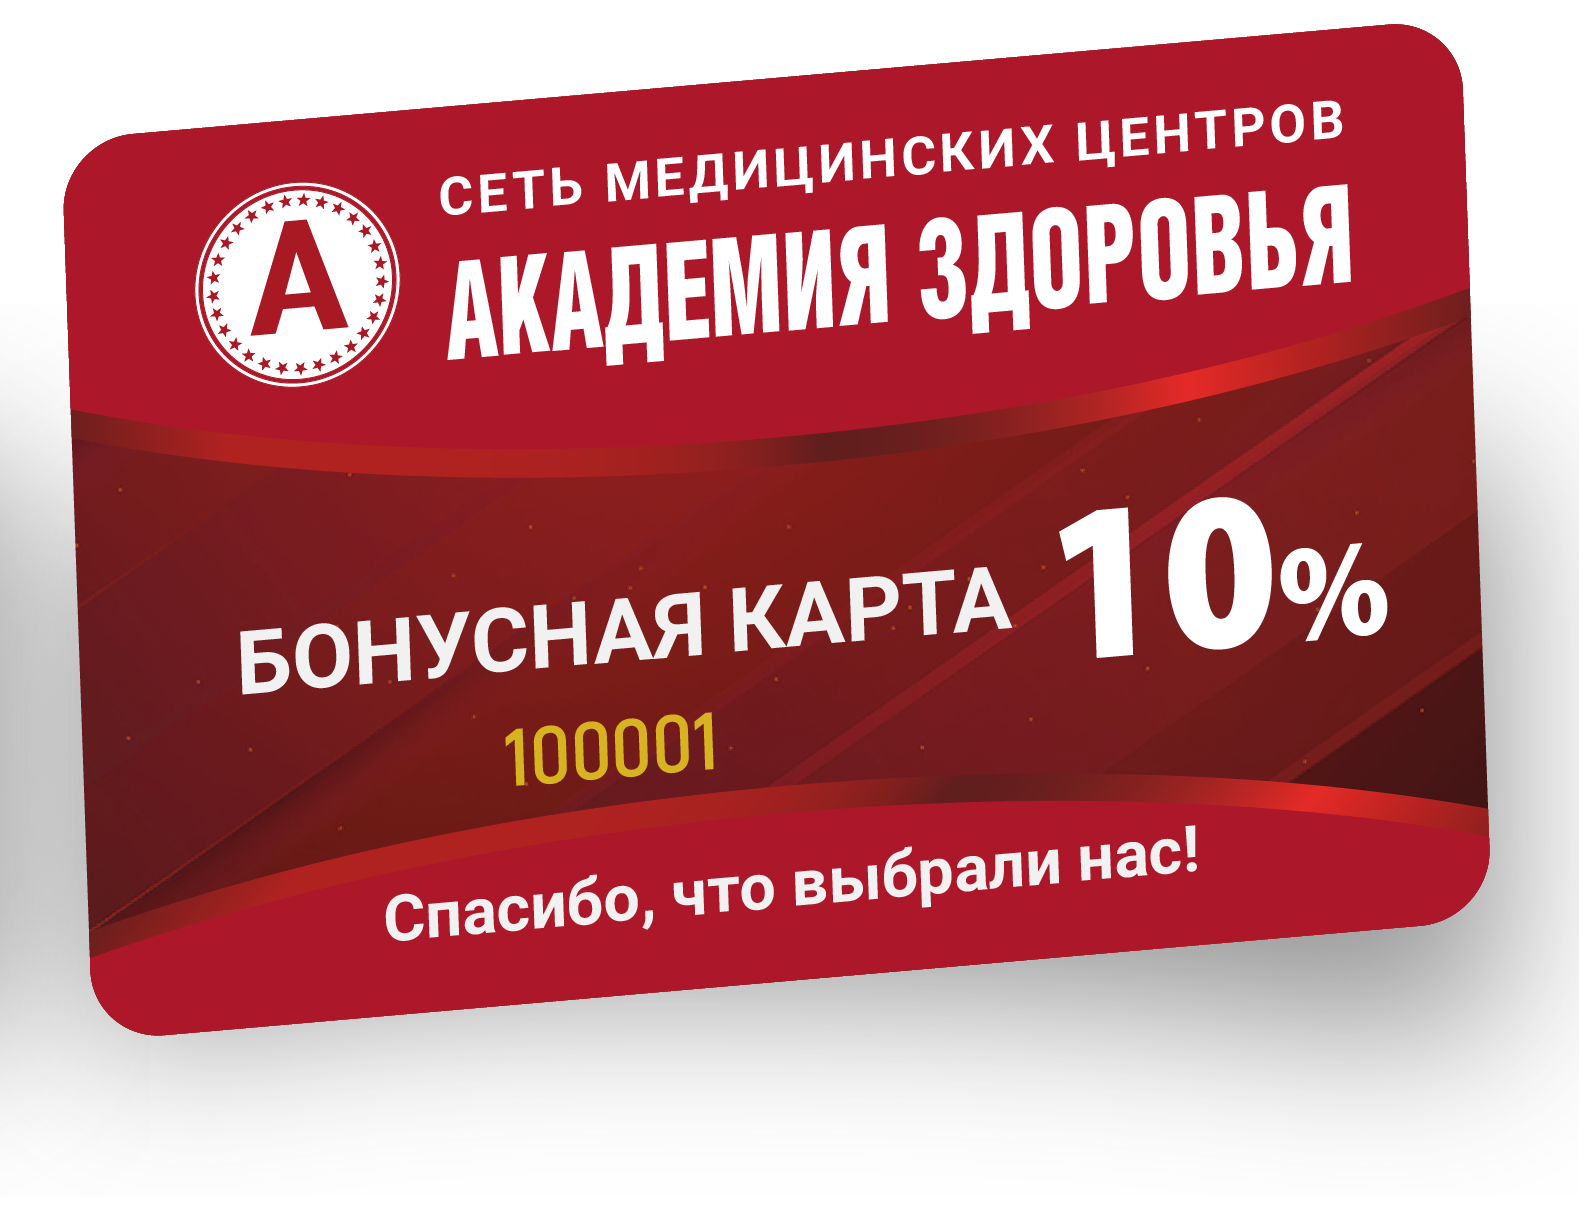 А
СЕТЬ МЕДИЦИНСКИХ ЦЕНТРОВ
АКАДЕМИЯ ЗДОРОВЬЯ
БОНУСНАЯ КАРТА 10%
100001
Спасибо, что выбрали нас!